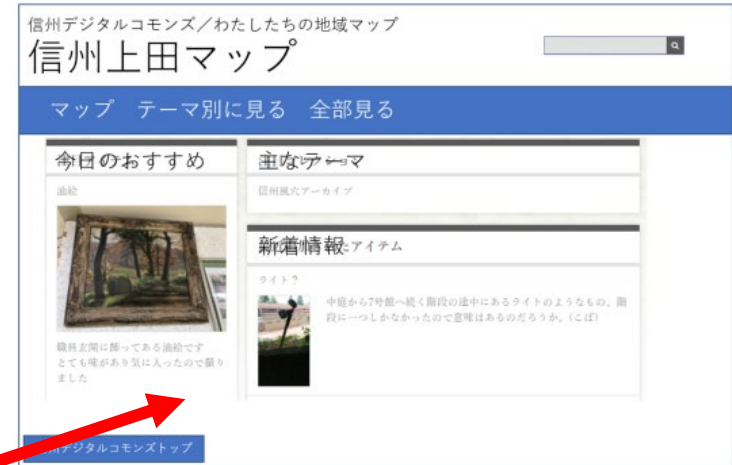 信州デジタルコモンズ／わたしたちの地域マップ
信州上田マップ
マップ　テーマ別に見る　全部見る
今日のおすすめ
油絵
職員玄関に飾ってある油絵です
とても味があり気に入ったので撮り
ました
主なテーマ
信州風穴アーカイブ
新着情報
アイテム
ライト？
中庭から7号館へ続く階段の途中にあるライトのようなもの。階
段に一つしかなかったので意味はあるのだろうか。（こば）
州デジタルコモンズトップ